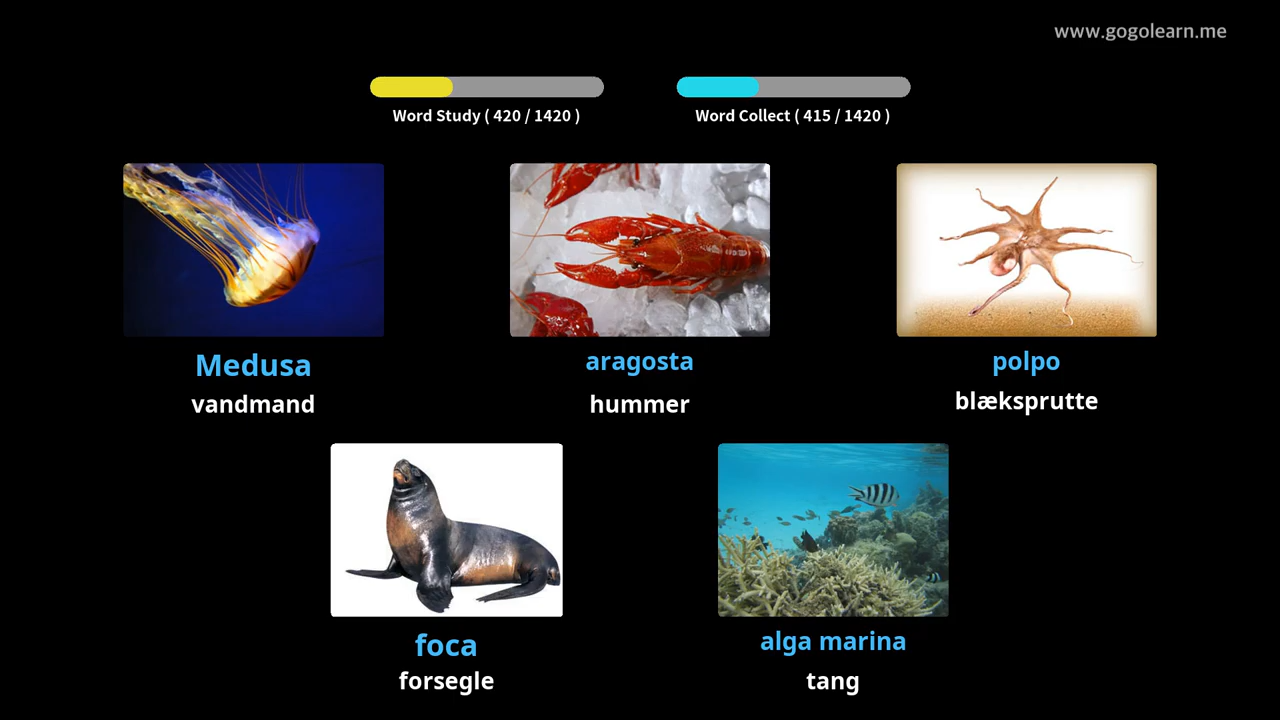 www.gogolearn.me
Word Study ( 420 / 1420 )
Word Collect ( 415 / 1420 )
Medusa
vandmand
aragosta
hummer
polpo
blæksprutte
foca
forsegle
alga marina
tang